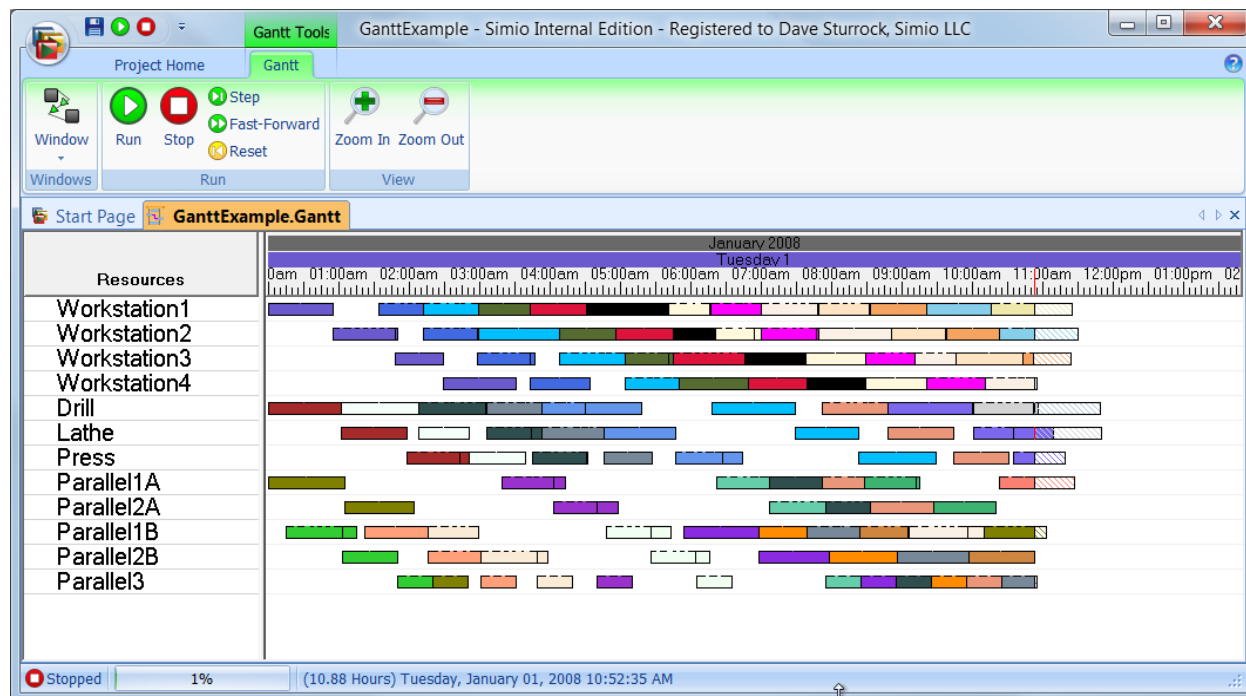 Gantt Tools
GanttExample - Simio Internal Edition - Registered to Dave Sturrock, Simio LLC
Project Home
Gantt
Window
Run
Stop
Step
Fast-Forward
Reset
Zoom In
Zoom Out
Windows
Run
View
Start Page
GanttExample.Gantt
Resources
January 2008
Tuesday 1
0am 01:00am 02:00am 03:00am 04:00am 05:00am 06:00am 07:00am 08:00am 09:00am 10:00am 11:00am 12:00pm 01:00pm 02
Workstation1
Workstation2
Workstation3
Workstation4
Drill
Lathe
Press
Parallel1A
Parallel2A
Parallel1B
Parallel2B
Parallel3
Stopped
1%
(10.88 Hours) Tuesday, January 01, 2008 10:52:35 AM